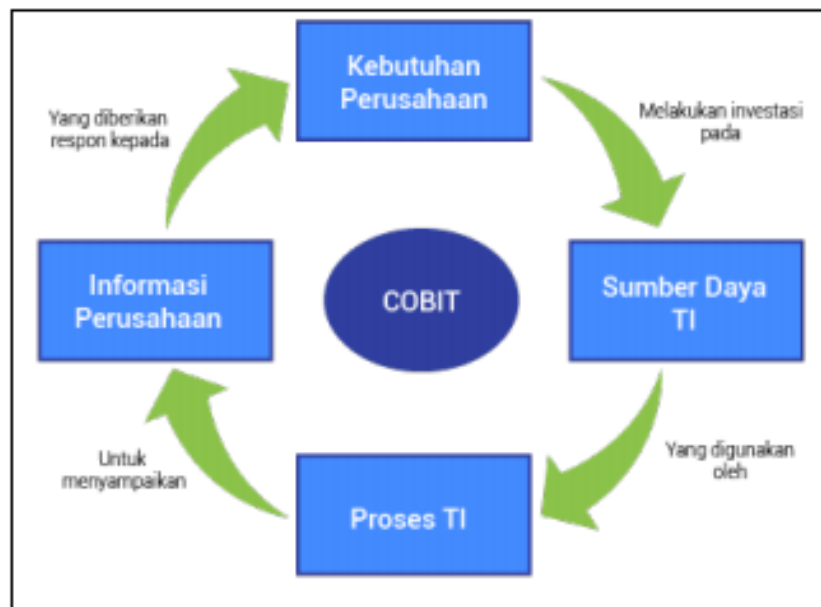 Kebutuhan
Perusahaan
Yang diberikan
respon kepada
Melakukan investasi
pada
Informasi
Perusahaan
COBIT
Sumber Daya
TI
Untuk
menyampaikan
Yang digunakan
oleh
Proses TI